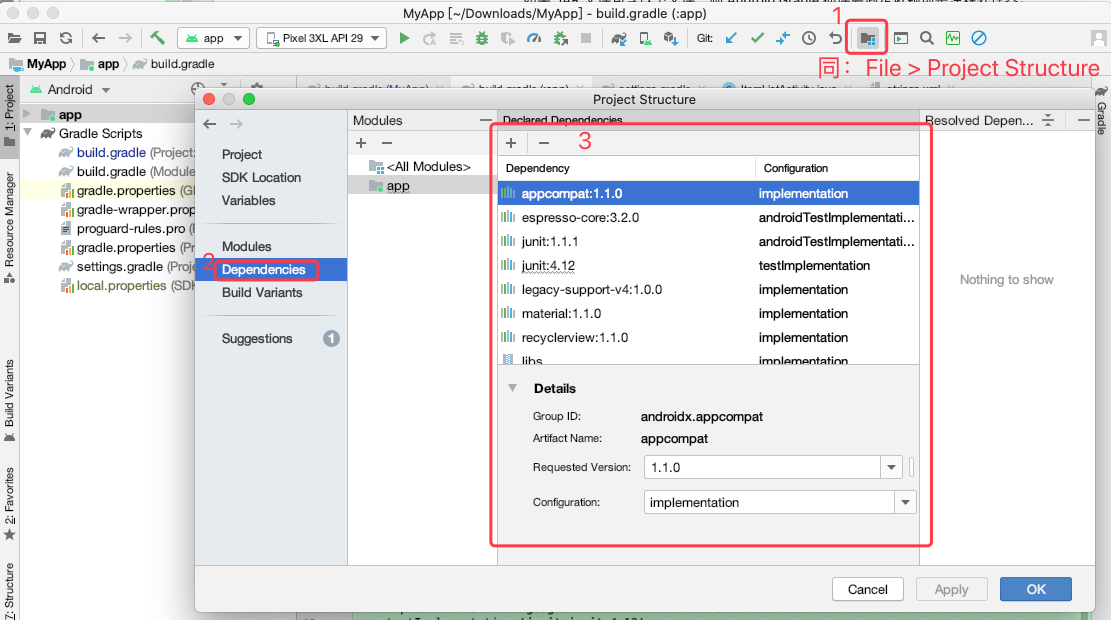 MyApp [~/Downloads/MyApp] - build.gradle (:app)
app
Pixel 3XL API 29
Git:
1
MyApp
app
build.gradle
同： File > Project Structure
1: Project
Resource Manager
Build Variants
2: Favorites
7: Structure
Gradle
Android
app
Gradle Scripts
build.gradle (Project:
build.gradle (Module
gradle.properties (Gl
gradle-wrapper.prop
proguard-rules.pro (P
gradle.properties (Pr
settings.gradle (Proje
local.properties (SDK
Project Structure
Project
SDK Location
Variables
Modules
2
Dependencies
Build Variants
Suggestions
1
Modules
<All Modules>
app
Declared Dependencies
3
Dependency
Configuration
appcompat:1.1.0
implementation
espresso-core:3.2.0
androidTestImplementati...
junit:1.1.1
androidTestImplementati...
junit:4.12
testImplementation
legacy-support-v4:1.0.0
implementation
material:1.1.0
implementation
recyclerview:1.1.0
implementation
libs
implementation
Details
Group ID:
androidx.appcompat
Artifact Name:
appcompat
Requested Version:
1.1.0
Configuration:
implementation
Resolved Depen...
Nothing to show
Cancel
Apply
OK